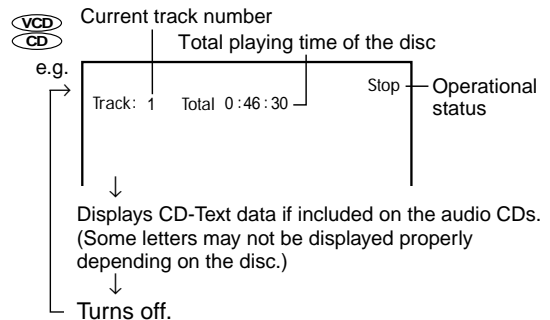 VCD
CD
Current track number
Total playing time of the disc
e.g.
Track: 1 Total 0:46:30
Stop
Operational
status
Displays CD-Text data if included on the audio CDs.
(Some letters may not be displayed properly
depending on the disc.)
Turns off.